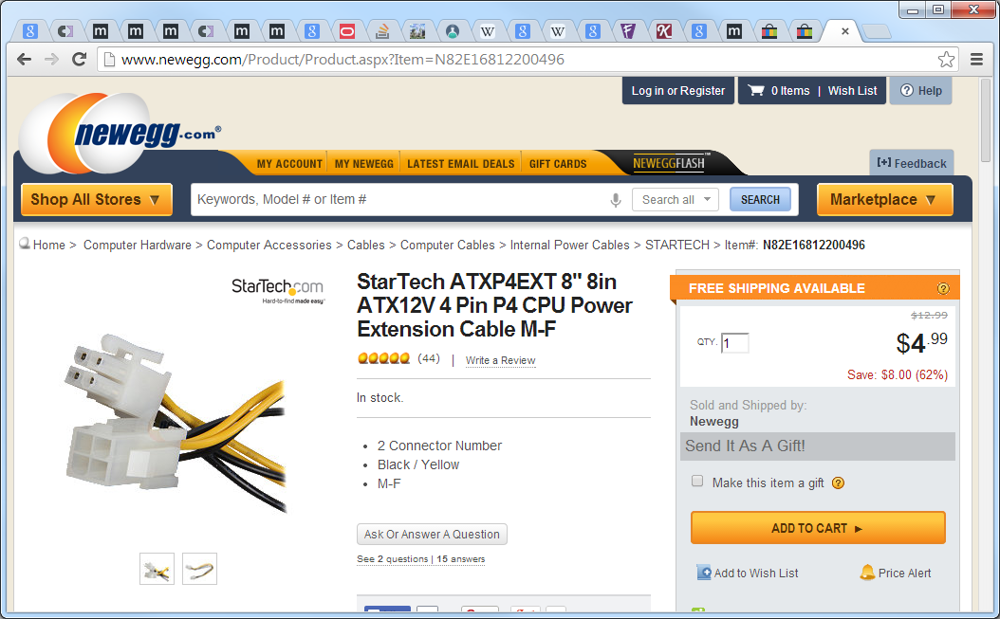 www.newegg.com/Product/Product.aspx?Item=N82E16812200496
Log in or Register
0 Items | Wish List
Help
newegg.com®
MY ACCOUNT
MY NEWEGG
LATEST EMAIL DEALS
GIFT CARDS
NEWEGGFLASH™
[+] Feedback
Shop All Stores ▼
Keywords, Model # or Item #
Search all
SEARCH
Marketplace ▼
Home > Computer Hardware > Computer Accessories > Cables > Computer Cables > Internal Power Cables > STARTECH > Item#: N82E16812200496
StarTech.com
Hard-to-find made easy
StarTech ATXP4EXT 8" 8in
ATX12V 4 Pin P4 CPU Power
Extension Cable M-F
(44) | Write a Review
In stock.
• 2 Connector Number
• Black / Yellow
• M-F
Ask Or Answer A Question
See 2 questions | 15 answers
FREE SHIPPING AVAILABLE ?
$12.99
QTY. 1
$4.99
Save: $8.00 (62%)
Sold and Shipped by:
Newegg
Send It As A Gift!
Make this item a gift ?
ADD TO CART ►
Add to Wish List
Price Alert